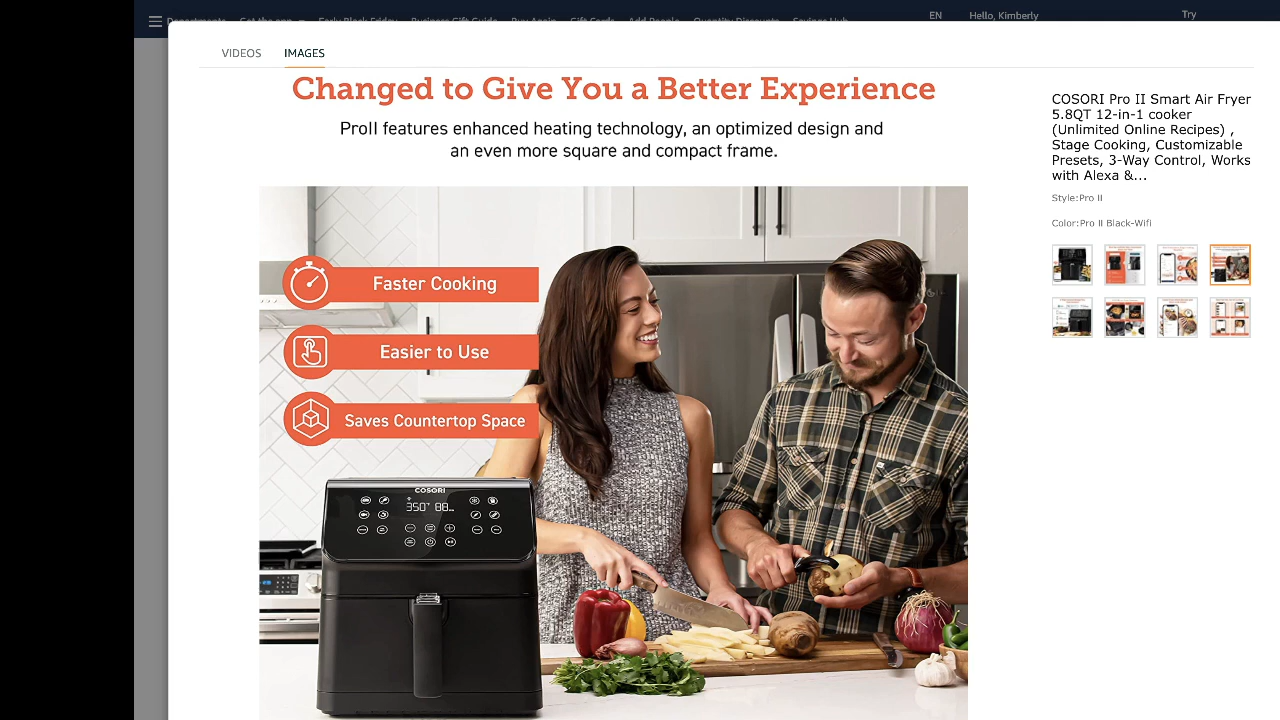 EN
Hello, Kimberly
Try
VIDEOS
IMAGES
Changed to Give You a Better Experience
ProII features enhanced heating technology, an optimized design and
an even more square and compact frame.
Faster Cooking
Easier to Use
Saves Countertop Space
COSORI
350°
COSORI Pro II Smart Air Fryer
5.8QT 12-in-1 cooker
(Unlimited Online Recipes) ,
Stage Cooking, Customizable
Presets, 3-Way Control, Works
with Alexa &...
Style:Pro II
Color:Pro II Black-Wifi